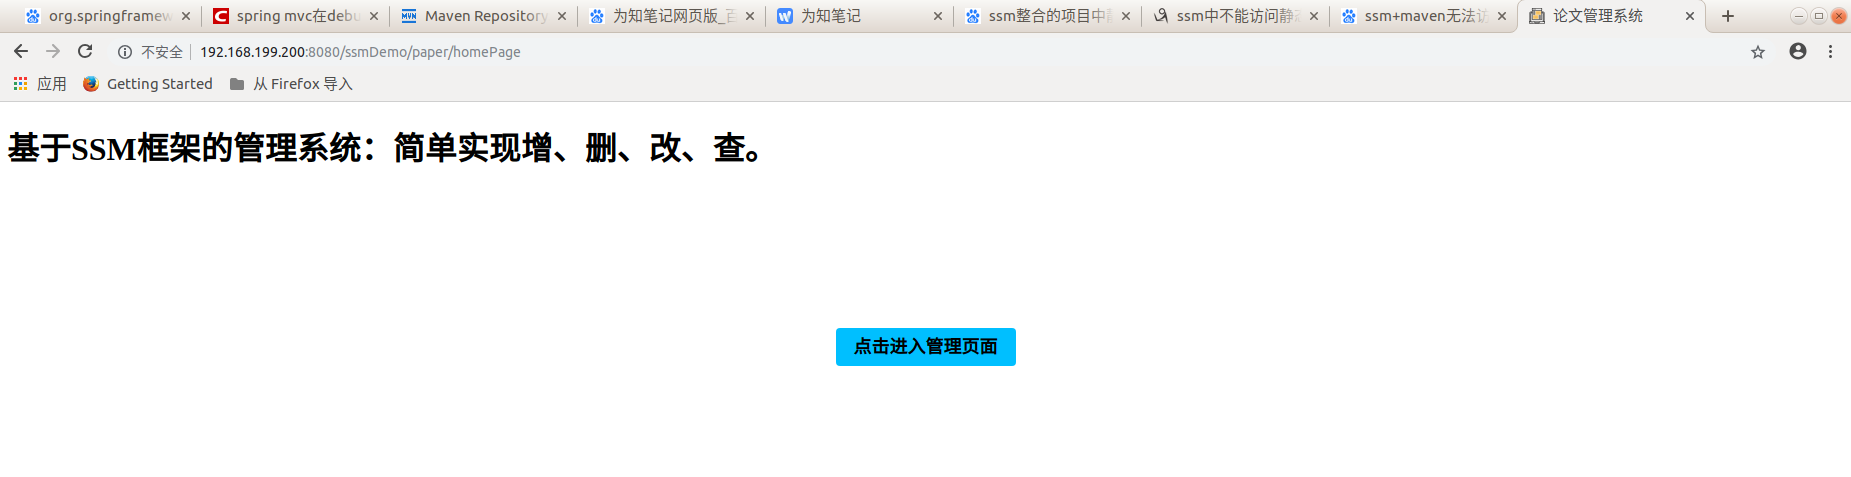 org.springframew
spring mvc在debu
Maven Repository
为知笔记网页版_百
为知笔记
ssm整合的项目中
ssm中不能访问静
ssm+maven无法访
论文管理系统
不安全
192.168.199.200:8080/ssmDemo/paper/homePage
应用
Getting Started
从 Firefox 导入
基于SSM框架的管理系统：简单实现增、删、改、查。
点击进入管理页面